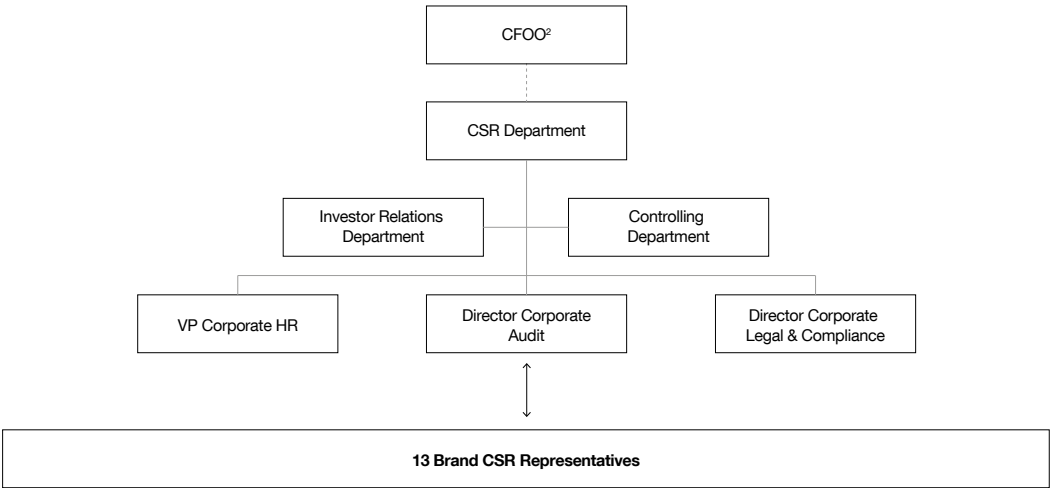 CFOO²
CSR Department
Investor Relations
Department
Controlling
Department
VP Corporate HR
Director Corporate
Audit
Director Corporate
Legal & Compliance
13 Brand CSR Representatives